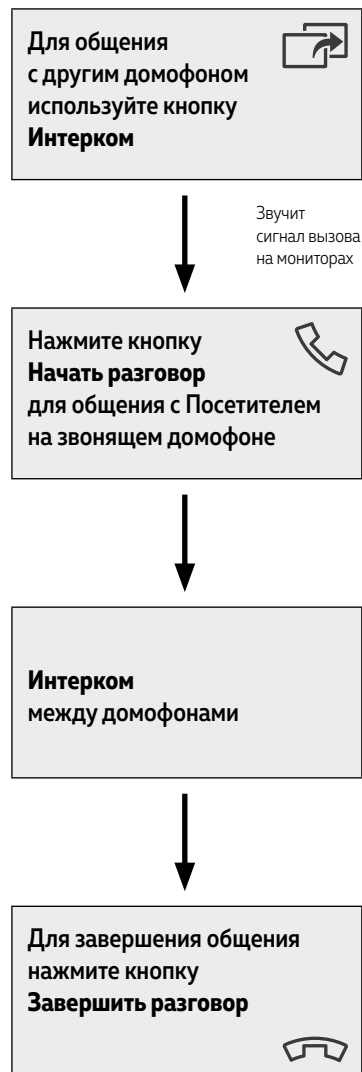 Для общения
с другим домофоном
используйте кнопку
Интерком
Звучит
сигнал вызова
на мониторах
Нажмите кнопку
Начать разговор
для общения с Посетителем
на звонящем домофоне
Интерком
между домофонами
Для завершения общения
нажмите кнопку
Завершить разговор